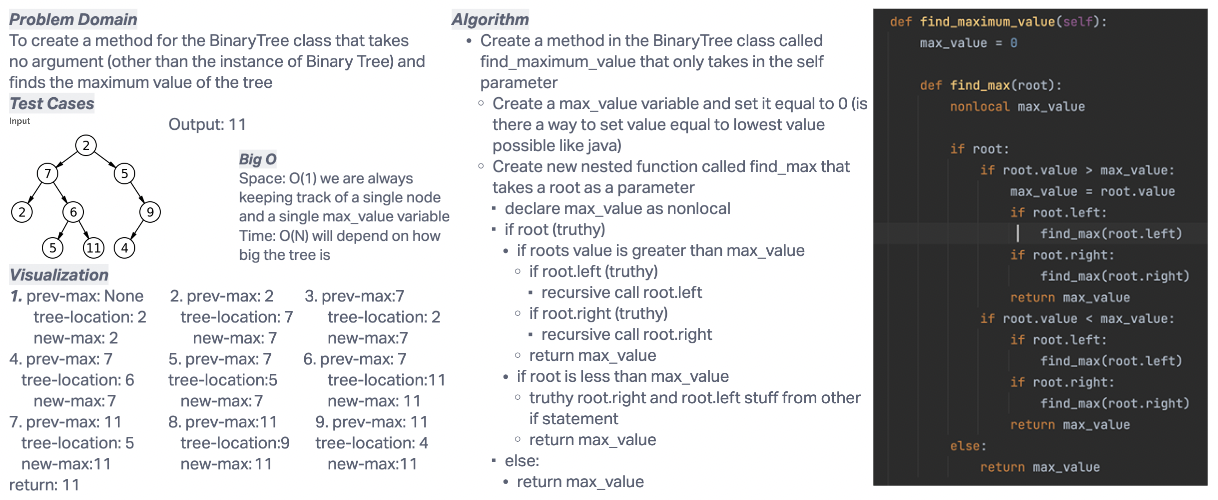 Problem Domain
To create a method for the BinaryTree class that takes
no argument (other than the instance of Binary Tree) and
finds the maximum value of the tree
Test Cases
Input
Output: 11
2
7
5
2
6
9
5
11
4
Big O
Space: O(1) we are always
keeping track of a single node
and a single max_value variable
Time: O(N) will depend on how
big the tree is
Visualization
1. prev-max: None
tree-location: 2
new-max: 2
2. prev-max: 2
tree-location: 7
new-max: 7
3. prev-max:7
tree-location: 2
new-max:7
4. prev-max: 7
tree-location: 6
new-max: 7
5. prev-max: 7
tree-location:5
new-max:7
6. prev-max: 7
tree-location:11
new-max: 11
7. prev-max: 11
tree-location: 5
new-max:11
8. prev-max:11
tree-location:9
new-max: 11
9. prev-max: 11
tree-location: 4
new-max:11
return: 11
Algorithm
• Create a method in the BinaryTree class called
find_maximum_value that only takes in the self
parameter
◦ Create a max_value variable and set it equal to 0 (is
there a way to set value equal to lowest value
possible like java)
◦ Create new nested function called find_max that
takes a root as a parameter
▪ declare max_value as nonlocal
▪ if root (truthy)
• if roots value is greater than max_value
◦ if root.left (truthy)
▪ recursive call root.left
◦ if root.right (truthy)
▪ recursive call root.right
◦ return max_value
• if root is less than max_value
◦ truthy root.right and root.left stuff from other
if statement
◦ return max_value
▪ else:
• return max_value
def find_maximum_value(self):
max_value = 0
def find_max(root):
nonlocal max_value
if root:
if root.value > max_value:
max_value = root.value
if root.left:
find_max(root.left)
if root.right:
find_max(root.right)
return max_value
if root.value < max_value:
if root.left:
find_max(root.left)
if root.right:
find_max(root.right)
return max_value
else:
return max_value